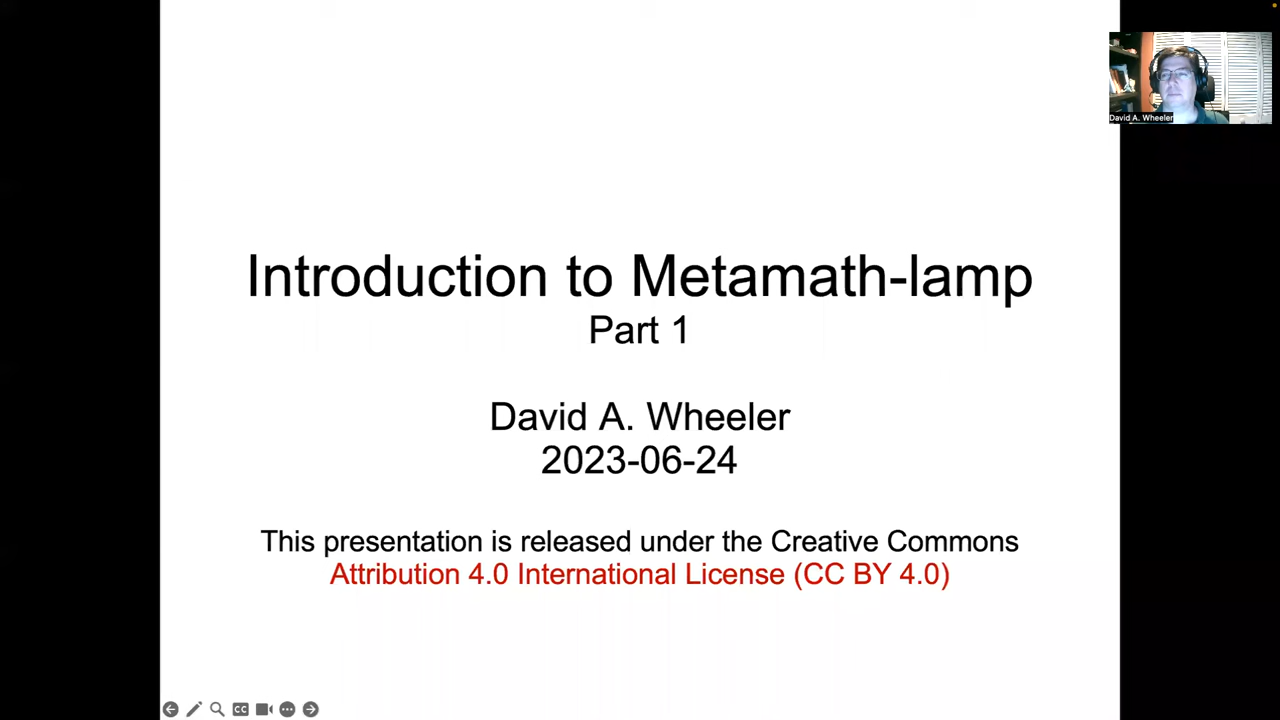 Introduction to Metamath-lamp
Part 1
David A. Wheeler
2023-06-24
This presentation is released under the Creative Commons
Attribution 4.0 International License (CC BY 4.0)
David A. Wheeler
CC